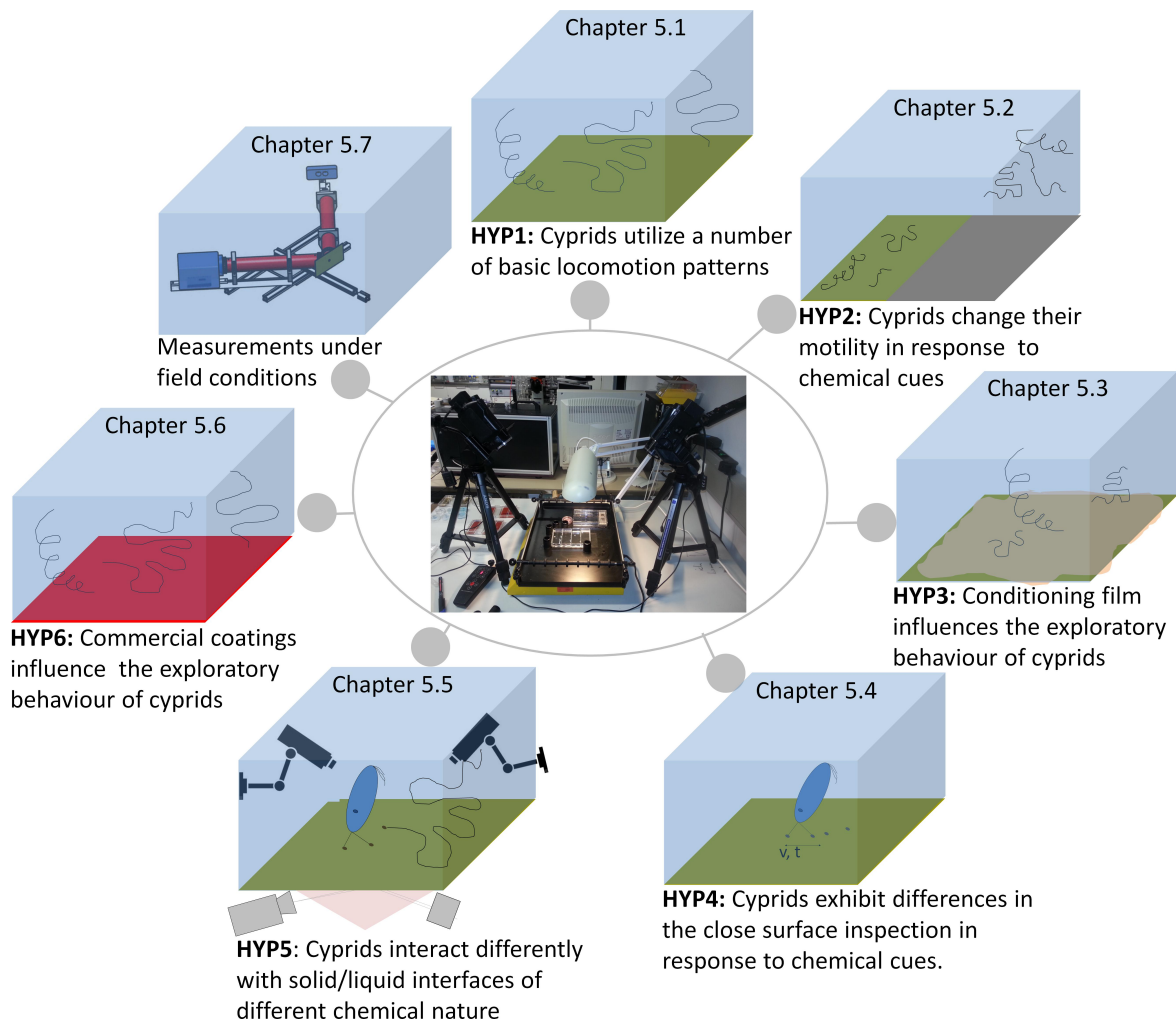 Chapter 5.1
HYP1: Cyprids utilize a number
of basic locomotion patterns
Chapter 5.2
HYP2: Cyprids change their
motility in response to
chemical cues
Chapter 5.3
HYP3: Conditioning film
influences the exploratory
behaviour of cyprids
Chapter 5.4
v, t
HYP4: Cyprids exhibit differences in
the close surface inspection in
response to chemical cues.
Chapter 5.5
HYP5: Cyprids interact differently
with solid/liquid interfaces of
different chemical nature
Chapter 5.6
HYP6: Commercial coatings
influence the exploratory
behaviour of cyprids
Chapter 5.7
Measurements under
field conditions